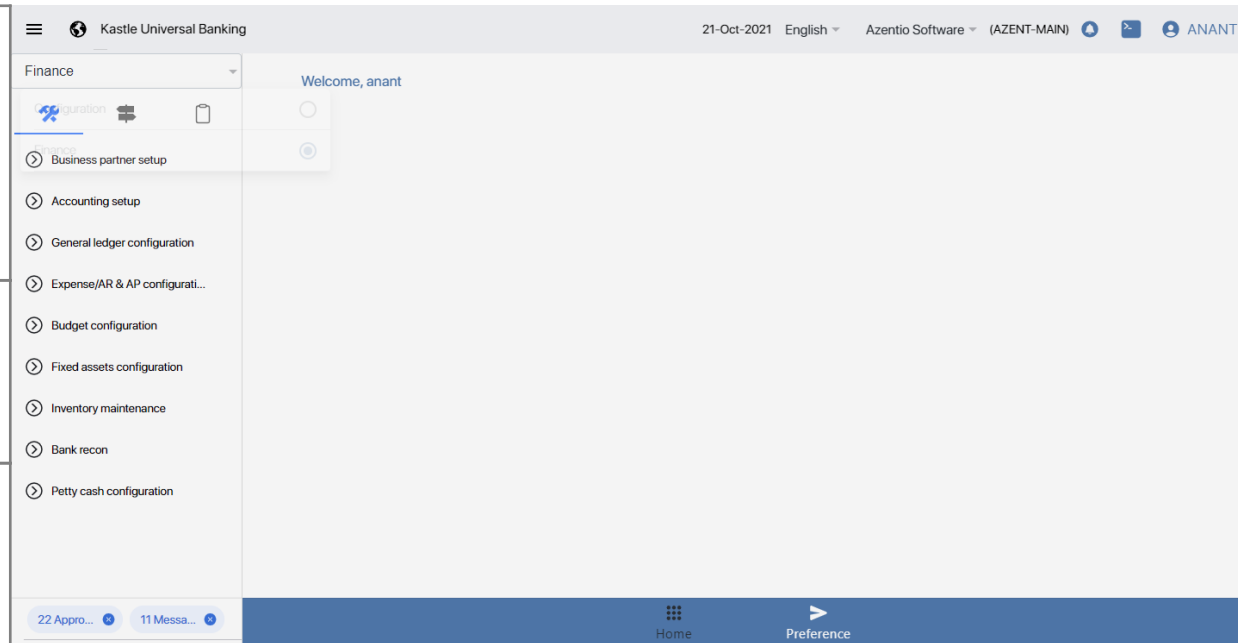 Kastle Universal Banking 21-Oct-2021 English Azentio Software (AZENT-MAIN) ANANT
Finance
Welcome, anant
Configuration
Finance
Business partner setup
Accounting setup
General ledger configuration
Expense/AR & AP configurati...
Budget configuration
Fixed assets configuration
Inventory maintenance
Bank recon
Petty cash configuration
22 Appro... 11 Messa...
Home Preference